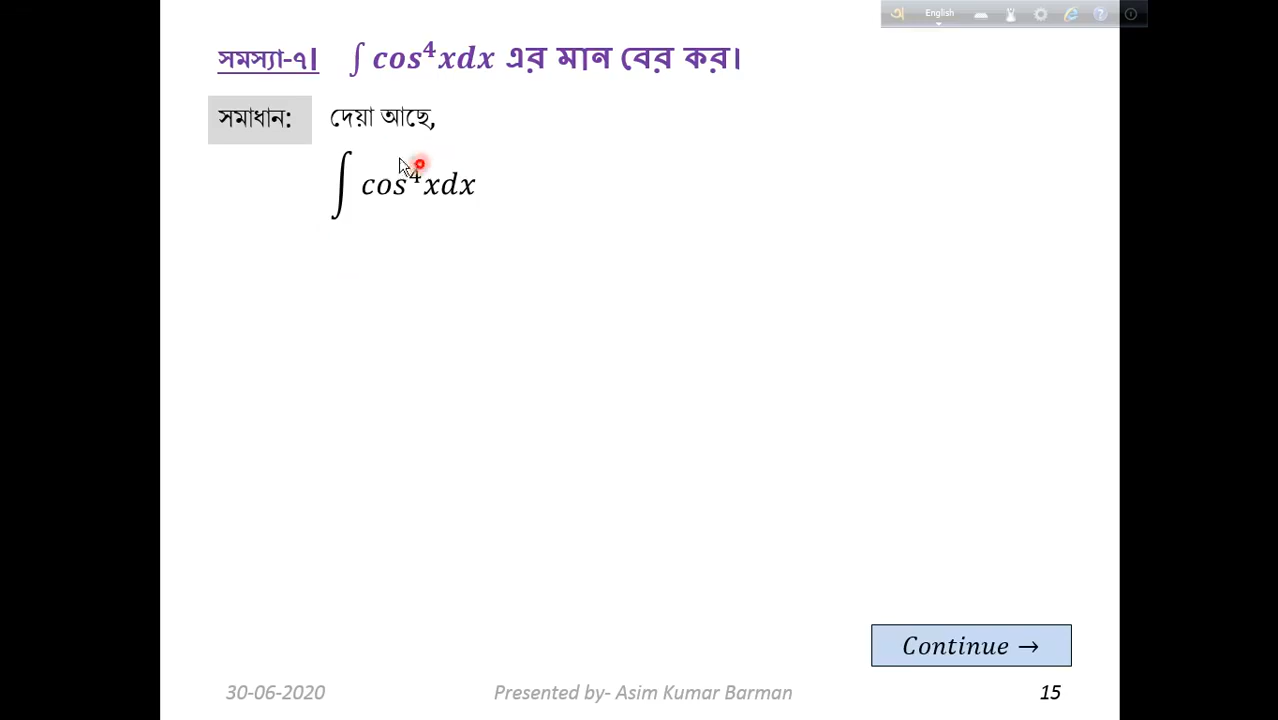 English
সমস্যা-৭। ∫ cos⁴xdx এর মান বের কর।
সমাধান: দেয়া আছে,
∫ cos⁴xdx
Continue →
30-06-2020 Presented by- Asim Kumar Barman 15